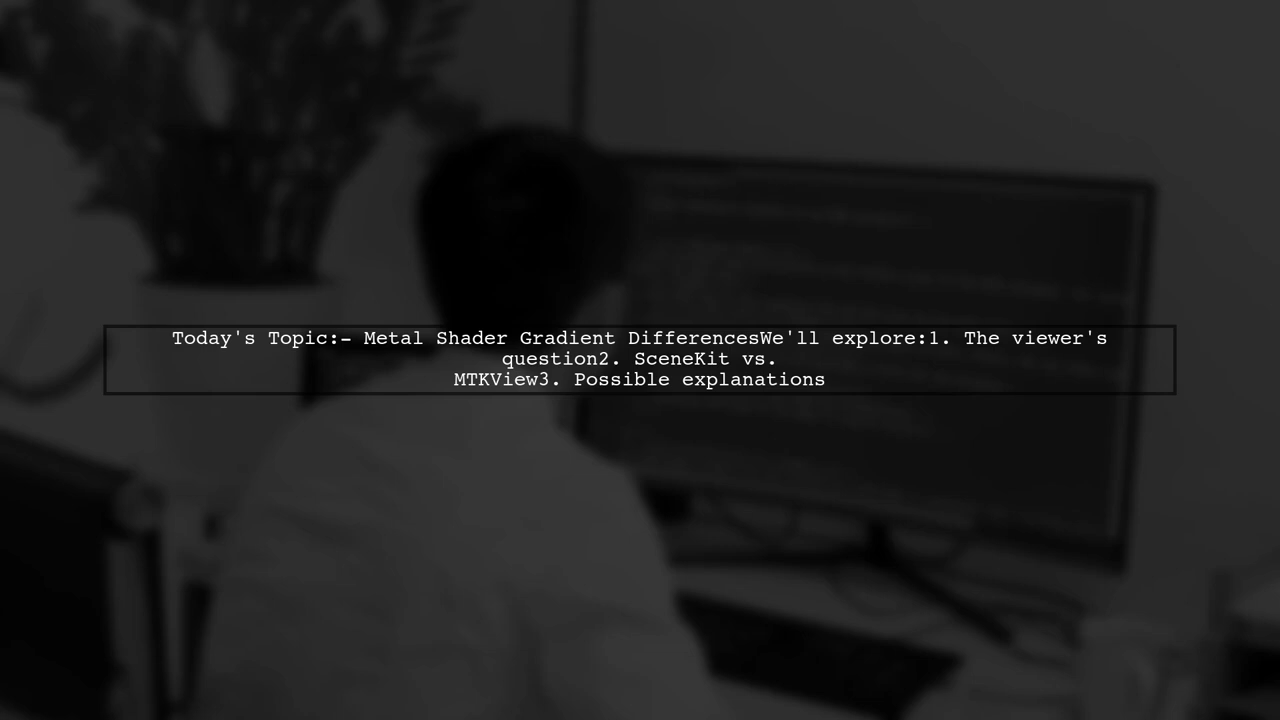 Today's Topic:– Metal Shader Gradient DifferencesWe'll explore:1. The viewer's
question2. SceneKit vs.
MTKView3. Possible explanations